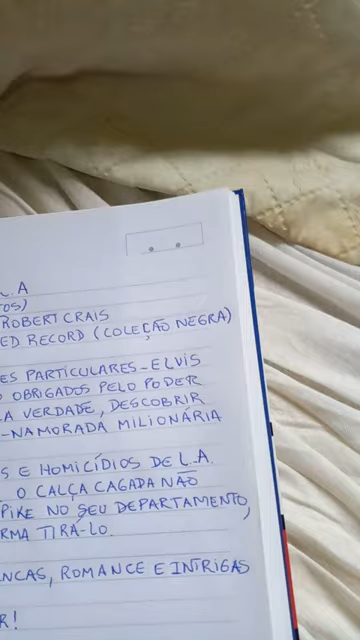 L.A
TOS)
ROBERT CRAIS
ED RECORD (COLEÇÃO NEGRA)
ES PARTICULARES - ELVIS
O OBRIGADOS PELO PODER
A VERDADE, DESCOBRIR
-NAMORADA MILIONÁRIA
S E HOMICÍDIOS DE L.A.
O CALÇA CAGADA NÃO
PIKE NO SEU DEPARTAMENTO,
RMA TIRÁ-LO.
NCAS, ROMANCE E INTRIGAS
R!